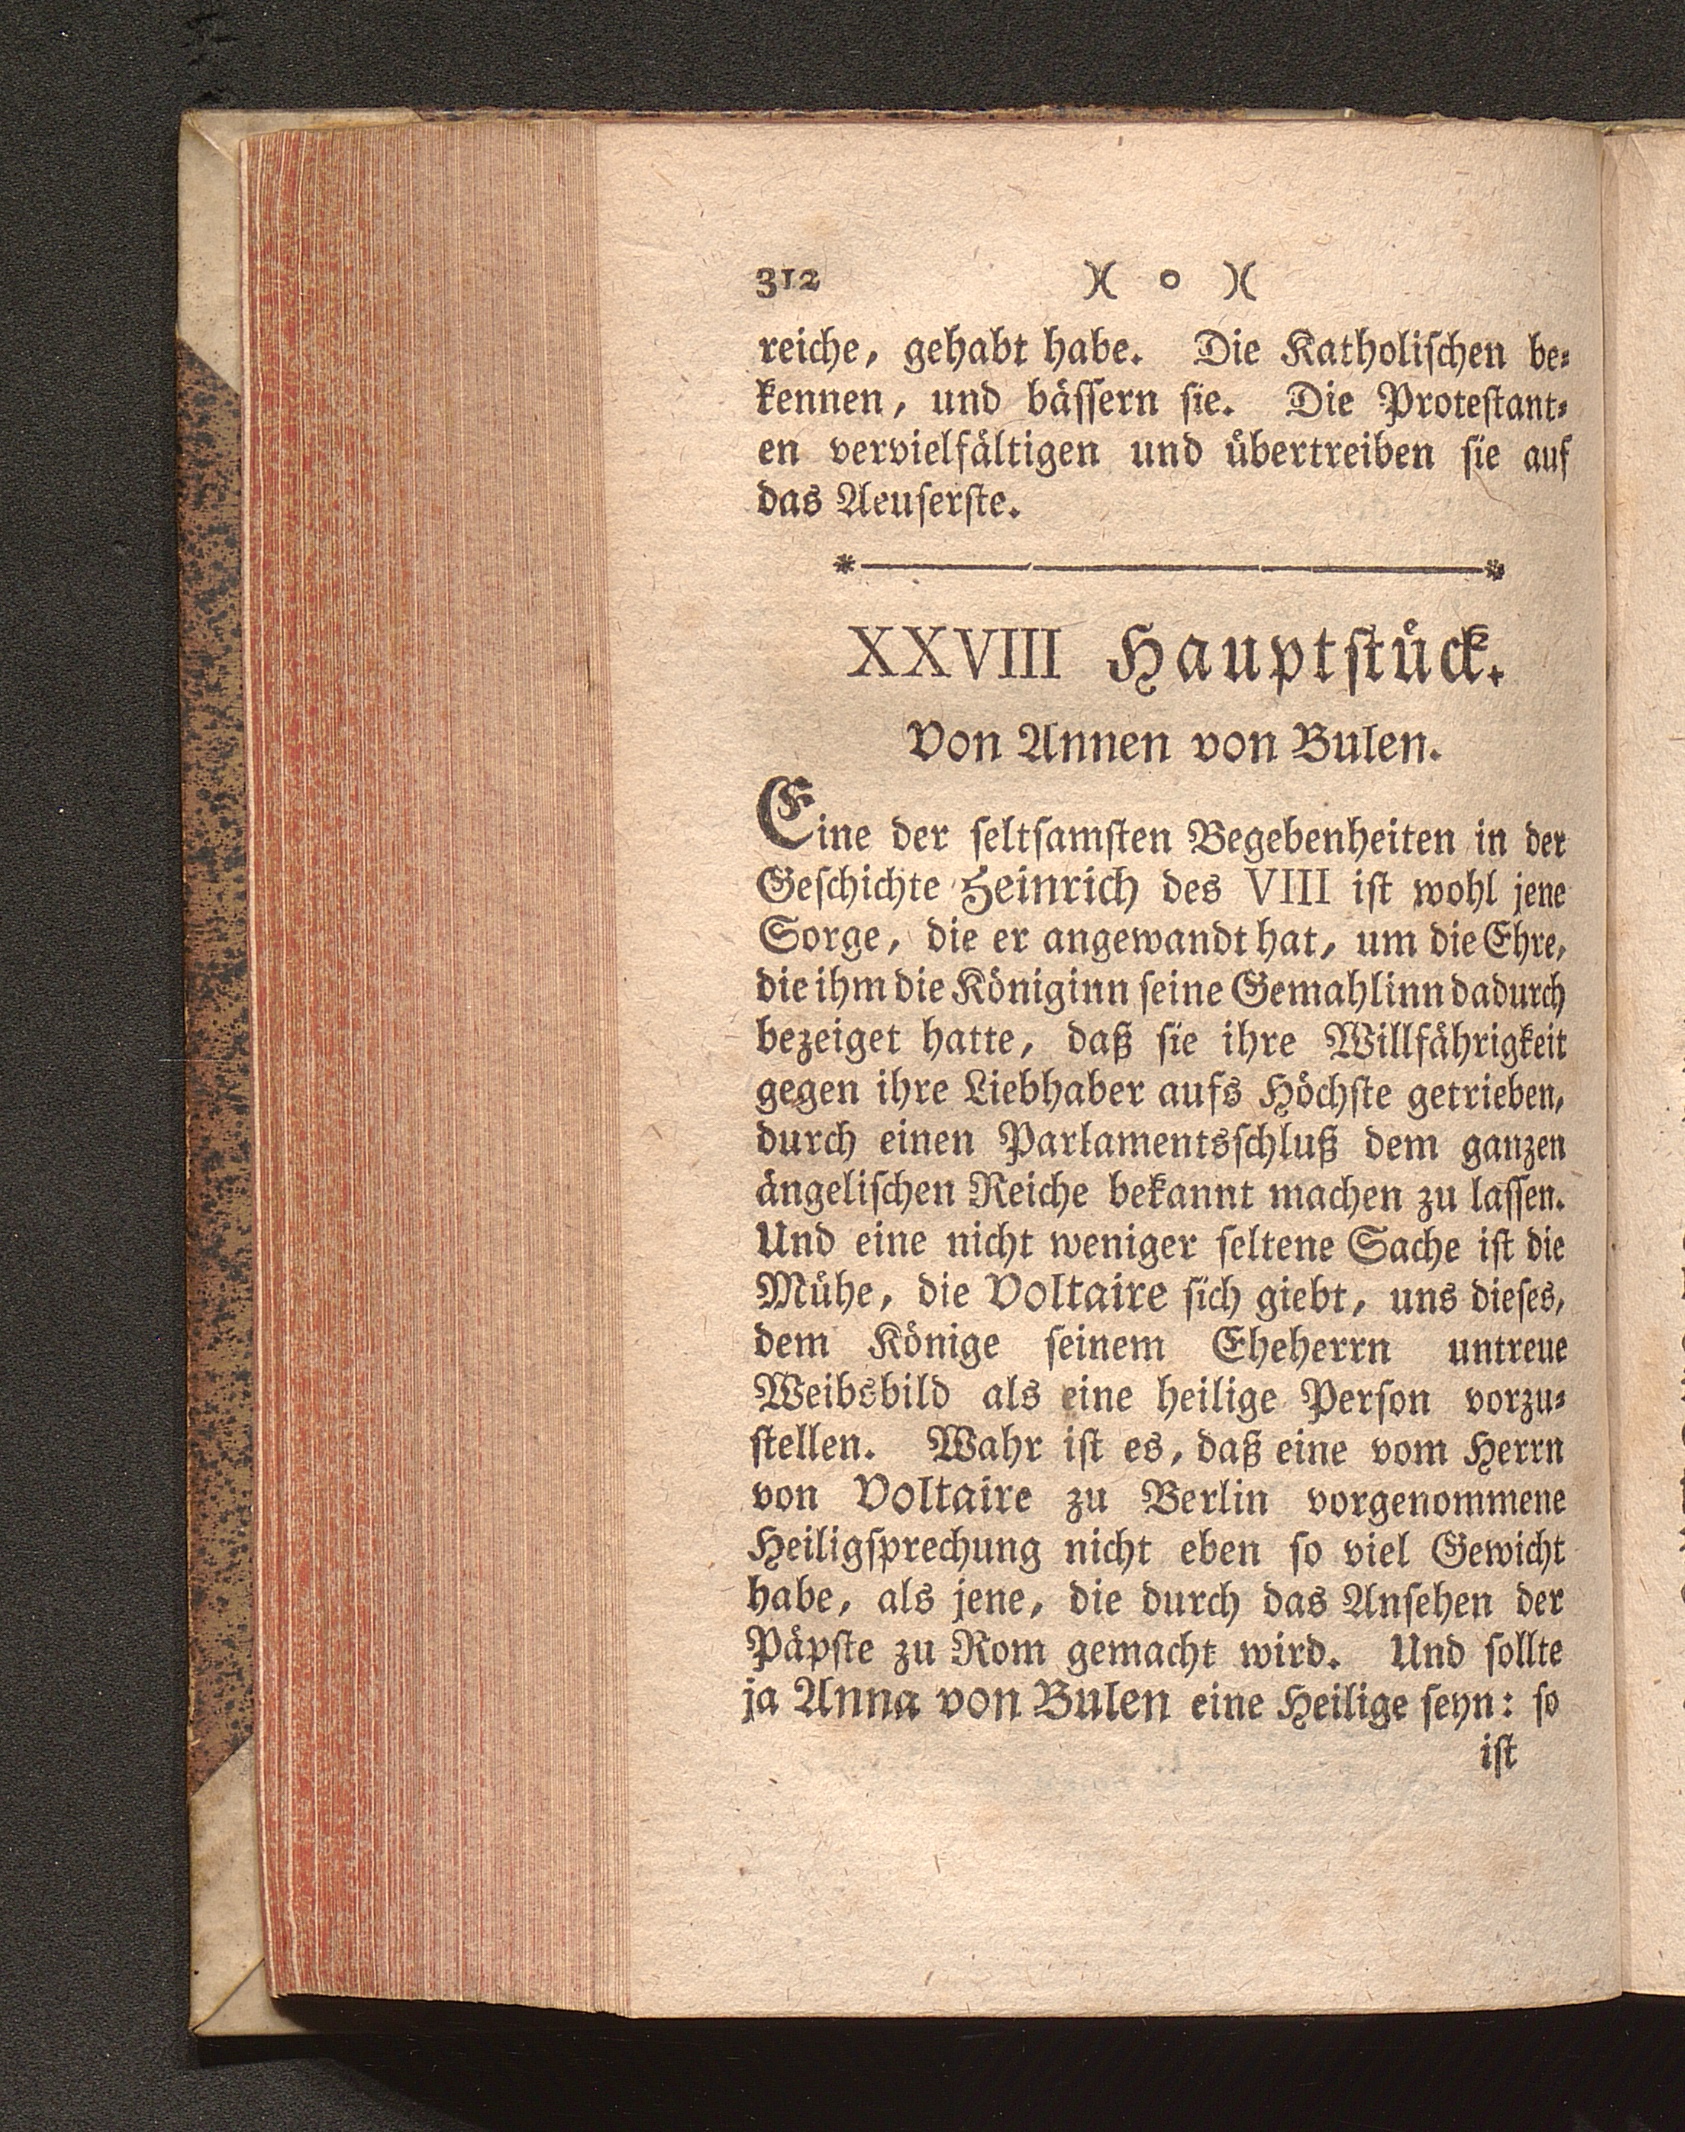 312 )( o )(
reiche, gehabt habe. Die Katholischen be-
kennen, und bässern sie. Die Protestant-
en vervielfältigen und übertreiben sie auf
das Aeuserste.
XXVIII Hauptstück.
Von Annen von Bulen.
Eine der seltsamsten Begebenheiten in der
Geschichte Heinrich des VIII ist wohl jene
Sorge, die er angewandt hat, um die Ehre,
die ihm die Königinn seine Gemahlinn dadurch
bezeiget hatte, daß sie ihre Willfährigkeit
gegen ihre Liebhaber aufs Höchste getrieben,
durch einen Parlamentsschluß dem ganzen
ängelischen Reiche bekannt machen zu lassen.
Und eine nicht weniger seltene Sache ist die
Mühe, die Voltaire sich giebt, uns dieses,
dem Könige seinem Eheherrn untreue
Weibsbild als eine heilige Person vorzu-
stellen. Wahr ist es, daß eine vom Herrn
von Voltaire zu Berlin vorgenommene
Heiligsprechung nicht eben so viel Gewicht
habe, als jene, die durch das Ansehen der
Päpste zu Rom gemacht wird. Und sollte
ja Anna von Bulen eine Heilige seyn: so
ist